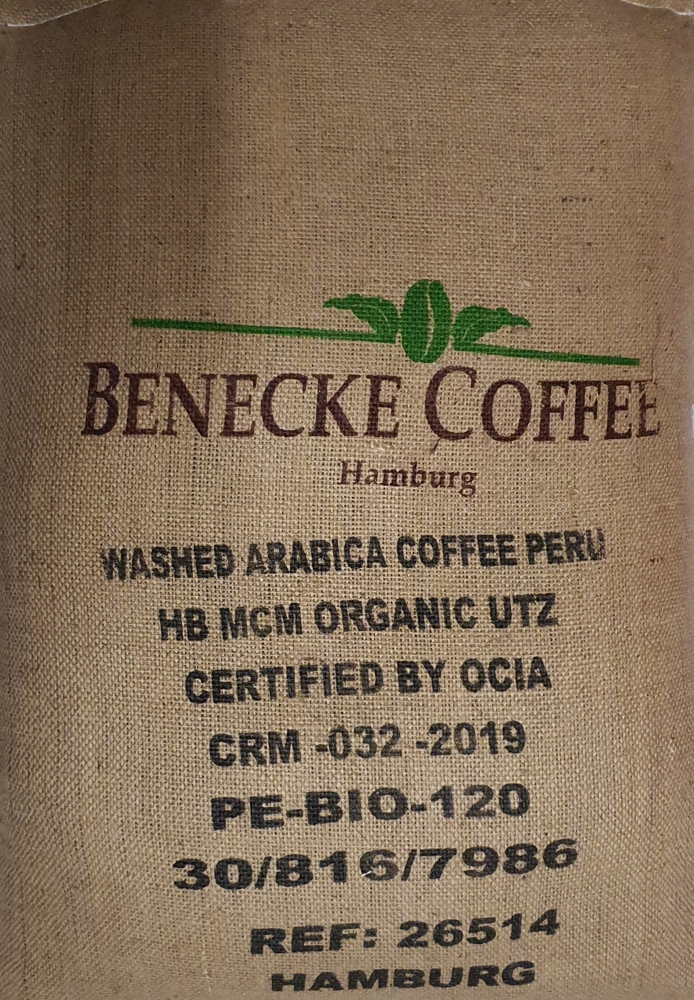 BENECKE COFFEE
Hamburg
WASHED ARABICA COFFEE PERU
HB MCM ORGANIC UTZ
CERTIFIED BY OCIA
CRM -032 -2019
PE-BIO-120
30/816/7986
REF: 26514
HAMBURG